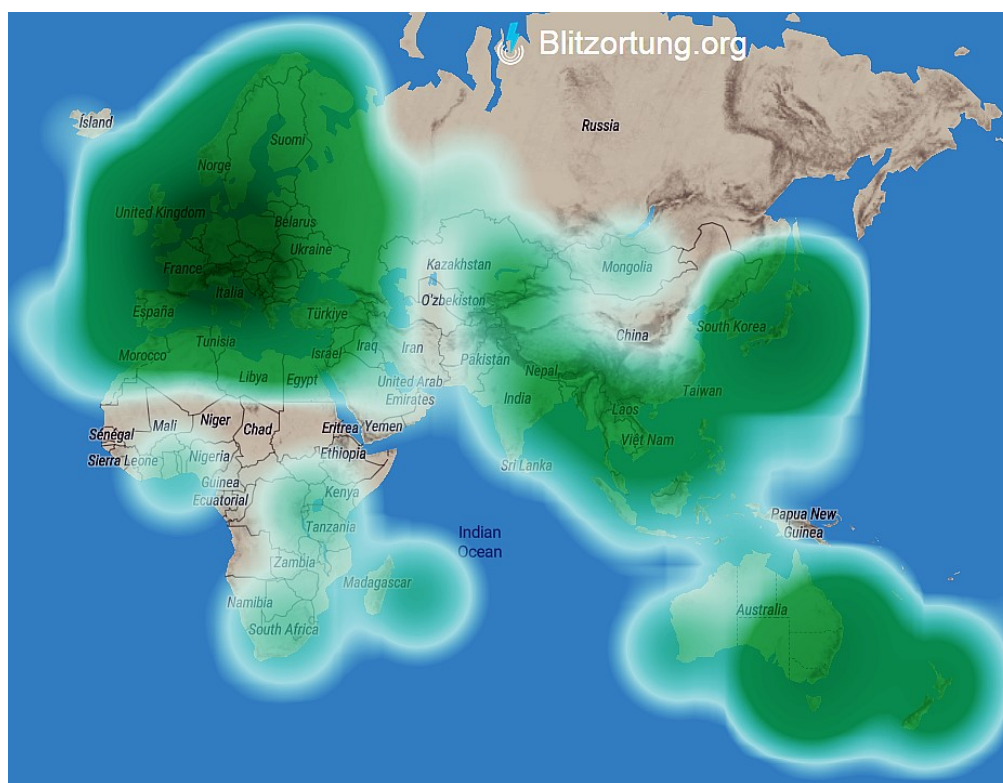 Blitzortung.org
Ísland
Russia
Suomi
Norge
United Kingdom
Belarus
Ukraine
France
Kazakhstan
Mongolia
Italia
O'zbekiston
España
Türkiye
South Korea
China
Tunisia
Iraq
Iran
Morocco
Israel
Pakistan
Nepal
Libya
Egypt
United Arab
Emirates
India
Taiwan
Laos
Mali
Niger
Chad
Eritrea
Yemen
Sénégal
Việt Nam
Sierra Leone
Nigeria
Ethiopia
Sri Lanka
Guinea
Ecuatorial
Kenya
Papua New
Guinea
Tanzania
Indian
Ocean
Zambia
Madagascar
Namibia
Australia
South Africa